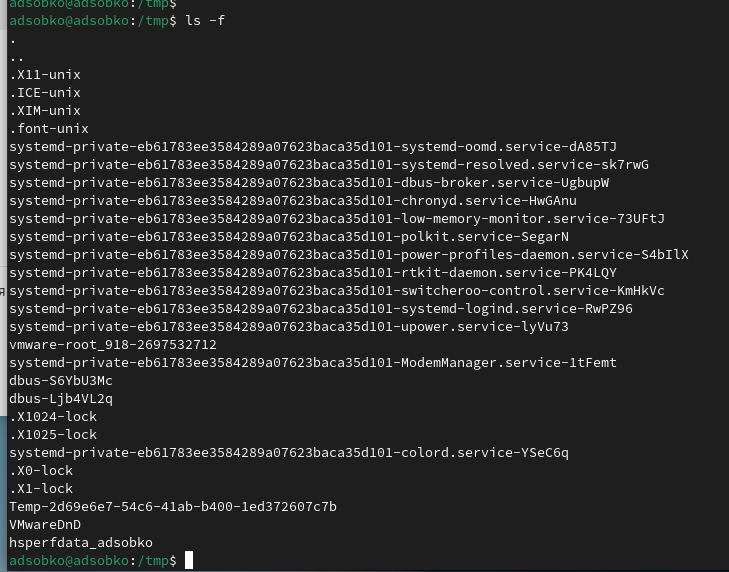 adsobko@adsobko:/tmp$
adsobko@adsobko:/tmp$ ls -f
.
..
.X11-unix
.ICE-unix
.XIM-unix
.font-unix
systemd-private-eb61783ee3584289a07623baca35d101-systemd-oomd.service-dA85TJ
systemd-private-eb61783ee3584289a07623baca35d101-systemd-resolved.service-sk7rwG
systemd-private-eb61783ee3584289a07623baca35d101-dbus-broker.service-UgbupW
systemd-private-eb61783ee3584289a07623baca35d101-chronyd.service-HwGAnu
systemd-private-eb61783ee3584289a07623baca35d101-low-memory-monitor.service-73UFtJ
systemd-private-eb61783ee3584289a07623baca35d101-polkit.service-SegarN
systemd-private-eb61783ee3584289a07623baca35d101-power-profiles-daemon.service-S4bIlX
systemd-private-eb61783ee3584289a07623baca35d101-rtkit-daemon.service-PK4LQY
systemd-private-eb61783ee3584289a07623baca35d101-switcheroo-control.service-KmHkVc
systemd-private-eb61783ee3584289a07623baca35d101-systemd-logind.service-RwPZ96
systemd-private-eb61783ee3584289a07623baca35d101-upower.service-lyVu73
vmware-root_918-2697532712
systemd-private-eb61783ee3584289a07623baca35d101-ModemManager.service-1tFemt
dbus-S6YbU3Mc
dbus-Ljb4VL2q
.X1024-lock
.X1025-lock
systemd-private-eb61783ee3584289a07623baca35d101-colord.service-YSeC6q
.X0-lock
.X1-lock
Temp-2d69e6e7-54c6-41ab-b400-1ed372607c7b
VMwareDnD
hsperfdata_adsobko
adsobko@adsobko:/tmp$